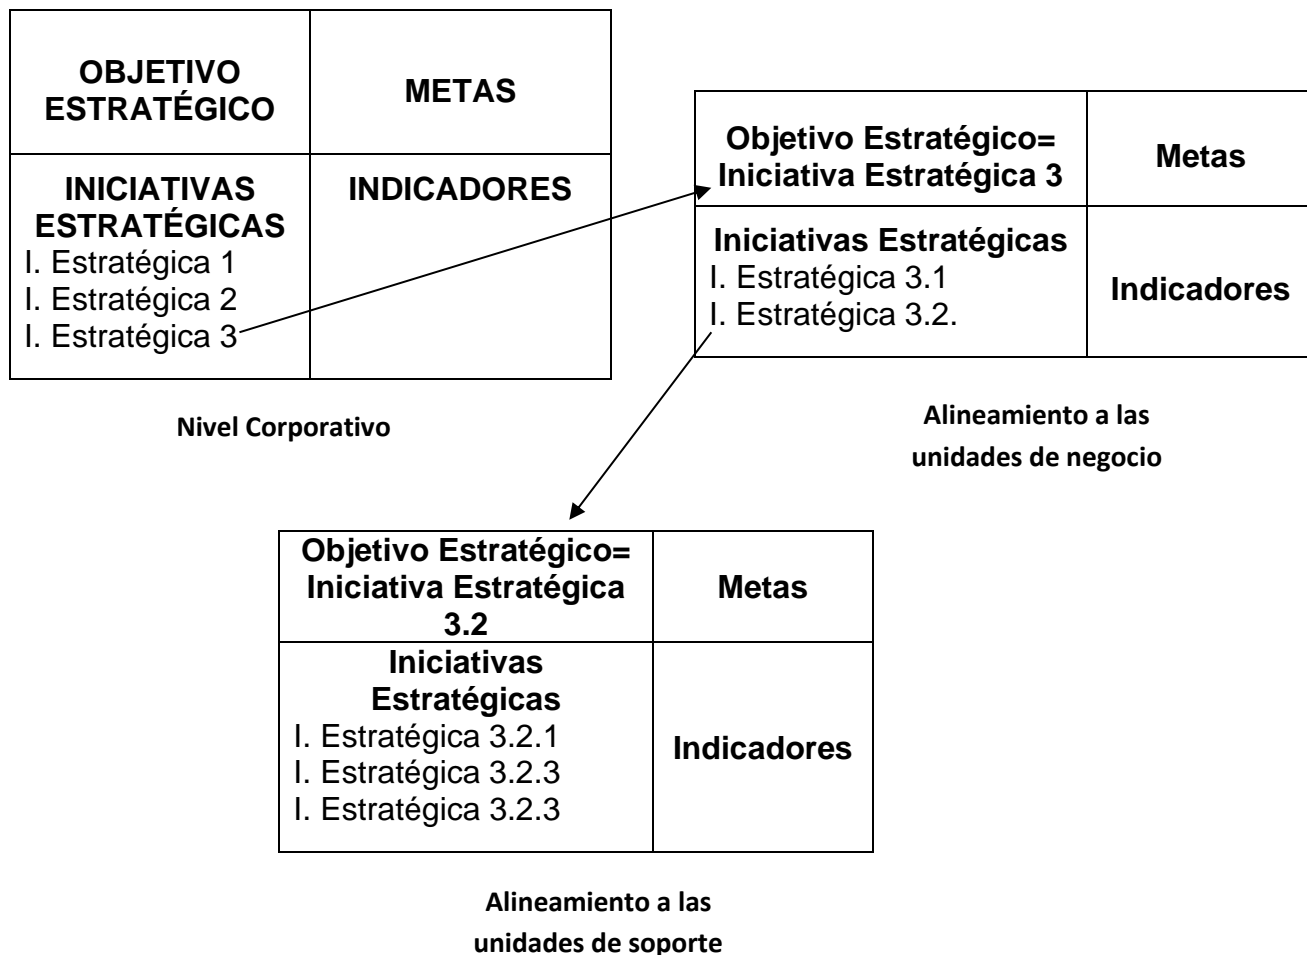 OBJETIVO
ESTRATÉGICO
METAS
INICIATIVAS
ESTRATÉGICAS
I. Estratégica 1
I. Estratégica 2
I. Estratégica 3
INDICADORES
Nivel Corporativo
Objetivo Estratégico=
Iniciativa Estratégica 3
Metas
Iniciativas Estratégicas
I. Estratégica 3.1
I. Estratégica 3.2.
Indicadores
Alineamiento a las
unidades de negocio
Objetivo Estratégico=
Iniciativa Estratégica
3.2
Metas
Iniciativas
Estratégicas
I. Estratégica 3.2.1
I. Estratégica 3.2.3
I. Estratégica 3.2.3
Indicadores
Alineamiento a las
unidades de soporte